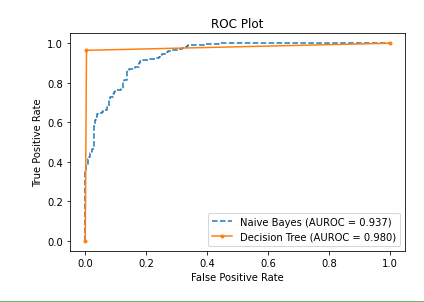 ROC Plot
1.0
0.8
0.6
0.4
0.2
0.0
True Positive Rate
Naive Bayes (AUROC = 0.937)
Decision Tree (AUROC = 0.980)
0.0 0.2 0.4 0.6 0.8 1.0
False Positive Rate